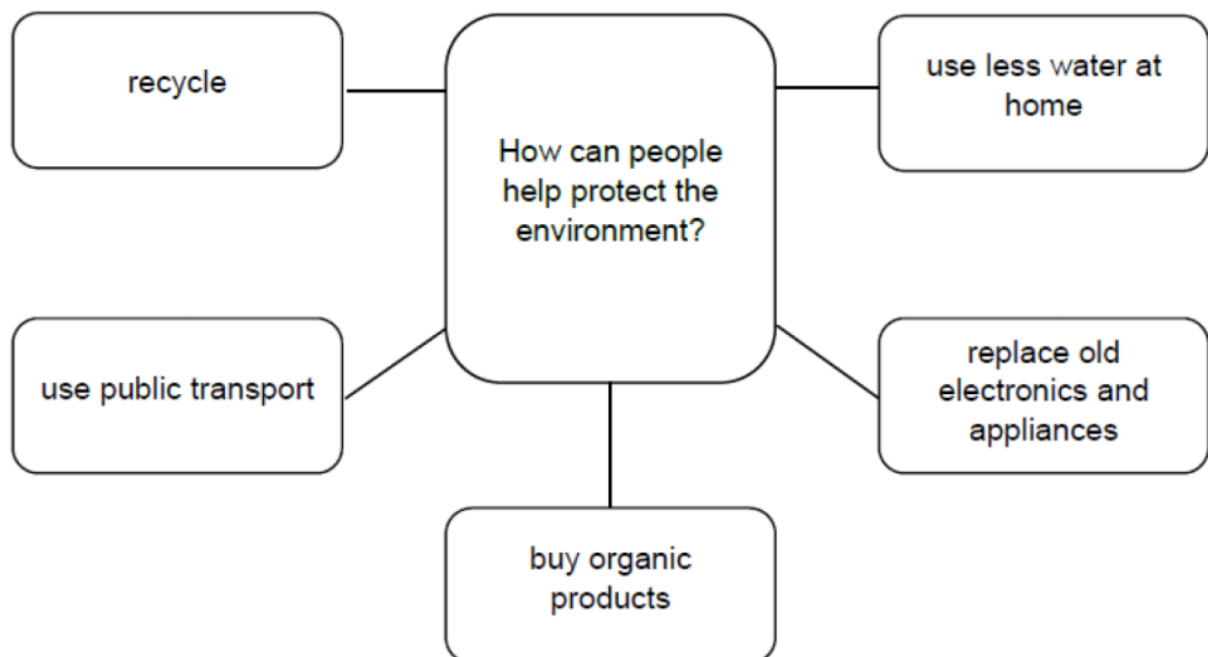 recycle
How can people
help protect the
environment?
use less water at
home
use public transport
replace old
electronics and
appliances
buy organic
products